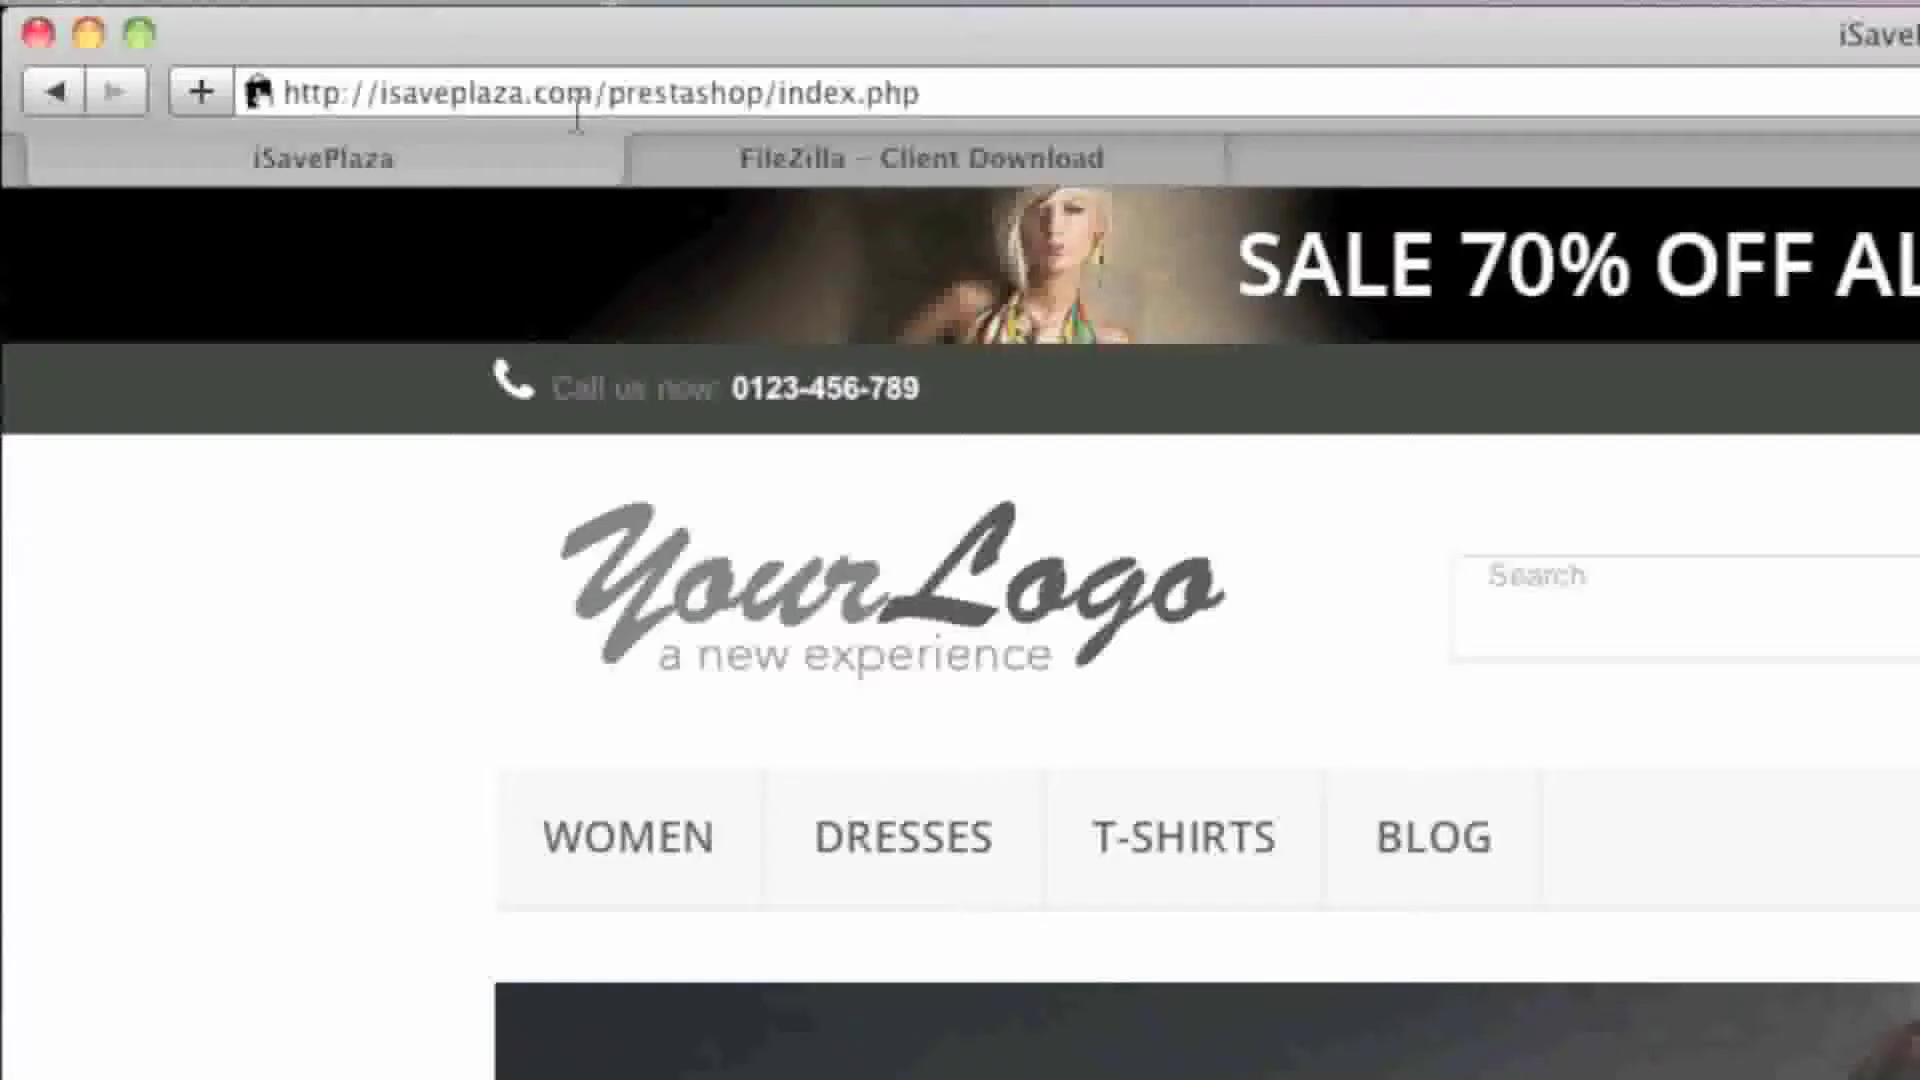 iSave
http://isaveplaza.com/prestashop/index.php
iSavePlaza
FileZilla - Client Download
SALE 70% OFF AL
Call us now: 0123-456-789
YourLogo
a new experience
Search
WOMEN DRESSES T-SHIRTS BLOG